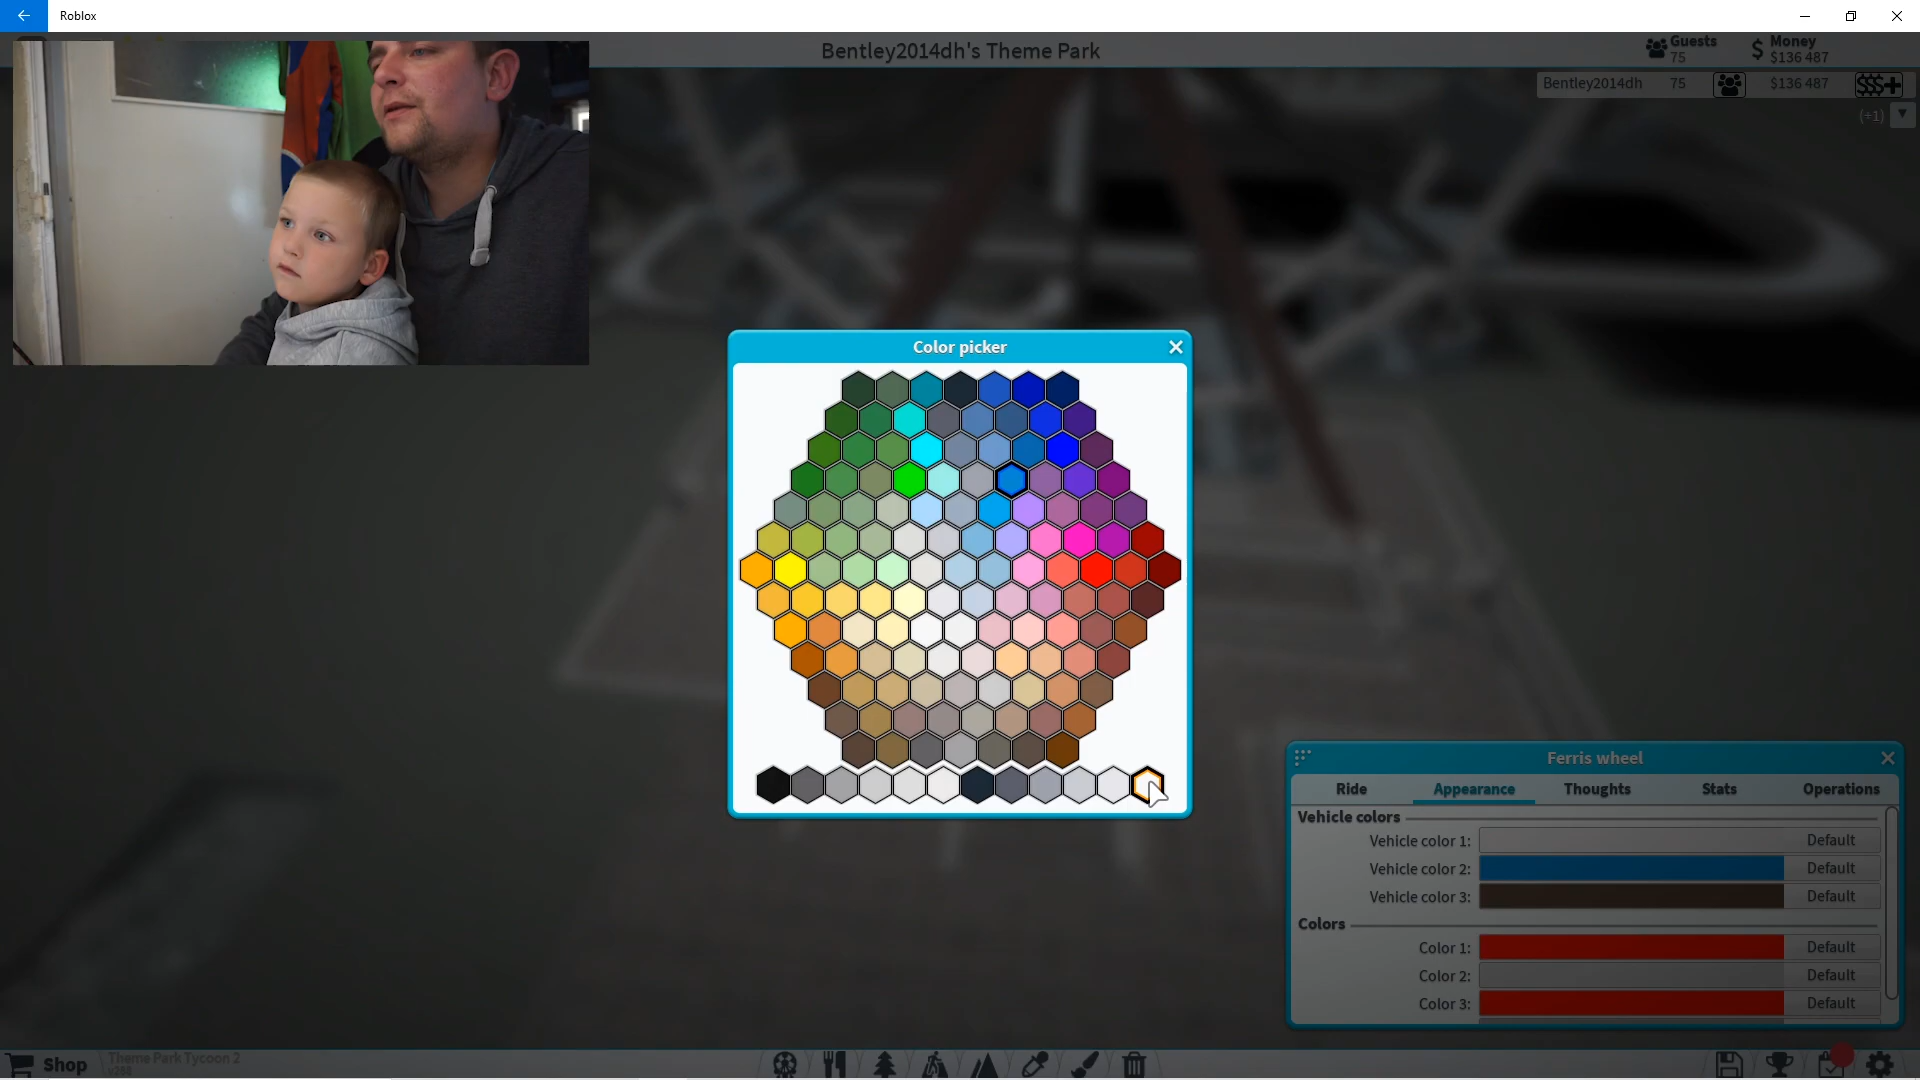 Roblox
Bentley2014dh's Theme Park
Guests
75
Money
$136 487
Bentley2014dh 75 $136 487 $$$+
(+1)
Color picker
Ferris wheel
Ride Appearance Thoughts Stats Operations
Vehicle colors
Vehicle color 1: Default
Vehicle color 2: Default
Vehicle color 3: Default
Colors
Color 1: Default
Color 2: Default
Color 3: Default
Shop
Theme Park Tycoon 2